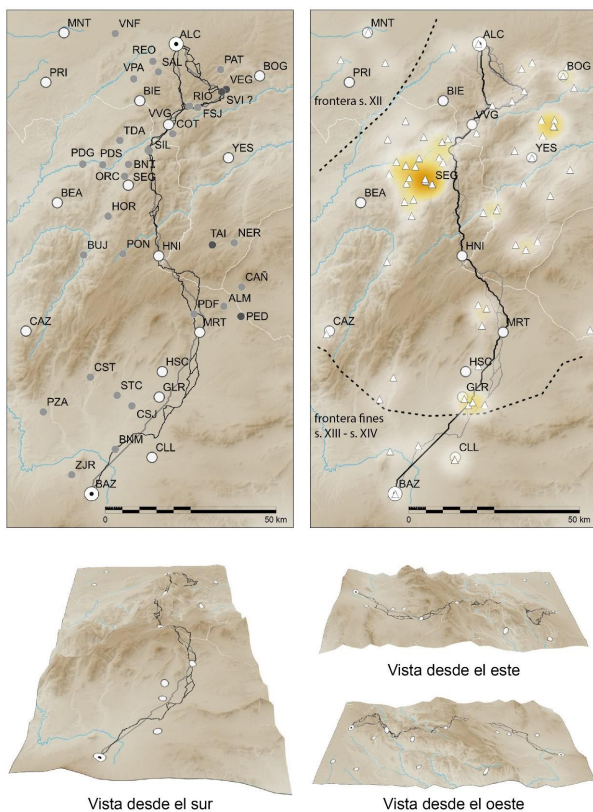 MNT
VNF
ALC
REO
SAL
PAT
VPA
PRI
VEG
BOG
BIE
RIO
SVI ?
FSJ
VVG
COT
TDA
SIL
PDG
PDS
BNT
YES
ORC
SEG
BEA
HOR
TAI
NER
BUJ
PON
HNI
CAÑ
ALM
PDF
PED
CAZ
MRT
HSC
CST
STC
GLR
PZA
CSJ
BNM
CLL
ZJR
BAZ
0
50 km
MNT
ALC
PRI
BOG
frontera s. XII
BIE
VVG
YES
SEG
BEA
HNI
CAZ
MRT
HSC
GLR
frontera fines
s. XIII - s. XIV
CLL
BAZ
0
50 km
Vista desde el sur
Vista desde el este
Vista desde el oeste